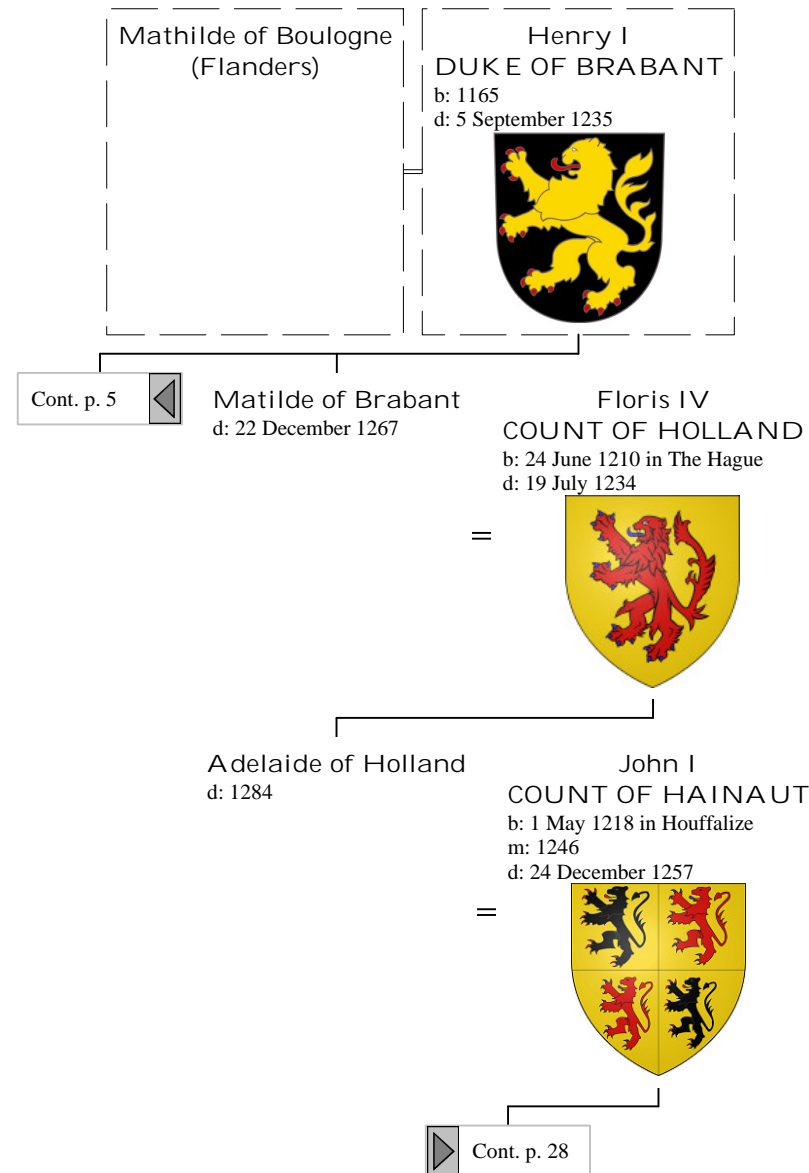 Mathilde of Boulogne
(Flanders)
Henry I
DUKE OF BRABANT
b: 1165
d: 5 September 1235
Cont. p. 5
Matilde of Brabant
d: 22 December 1267
Floris IV
COUNT OF HOLLAND
b: 24 June 1210 in The Hague
d: 19 July 1234
=
Adelaide of Holland
d: 1284
John I
COUNT OF HAINAUT
b: 1 May 1218 in Houffalize
m: 1246
d: 24 December 1257
=
Cont. p. 28